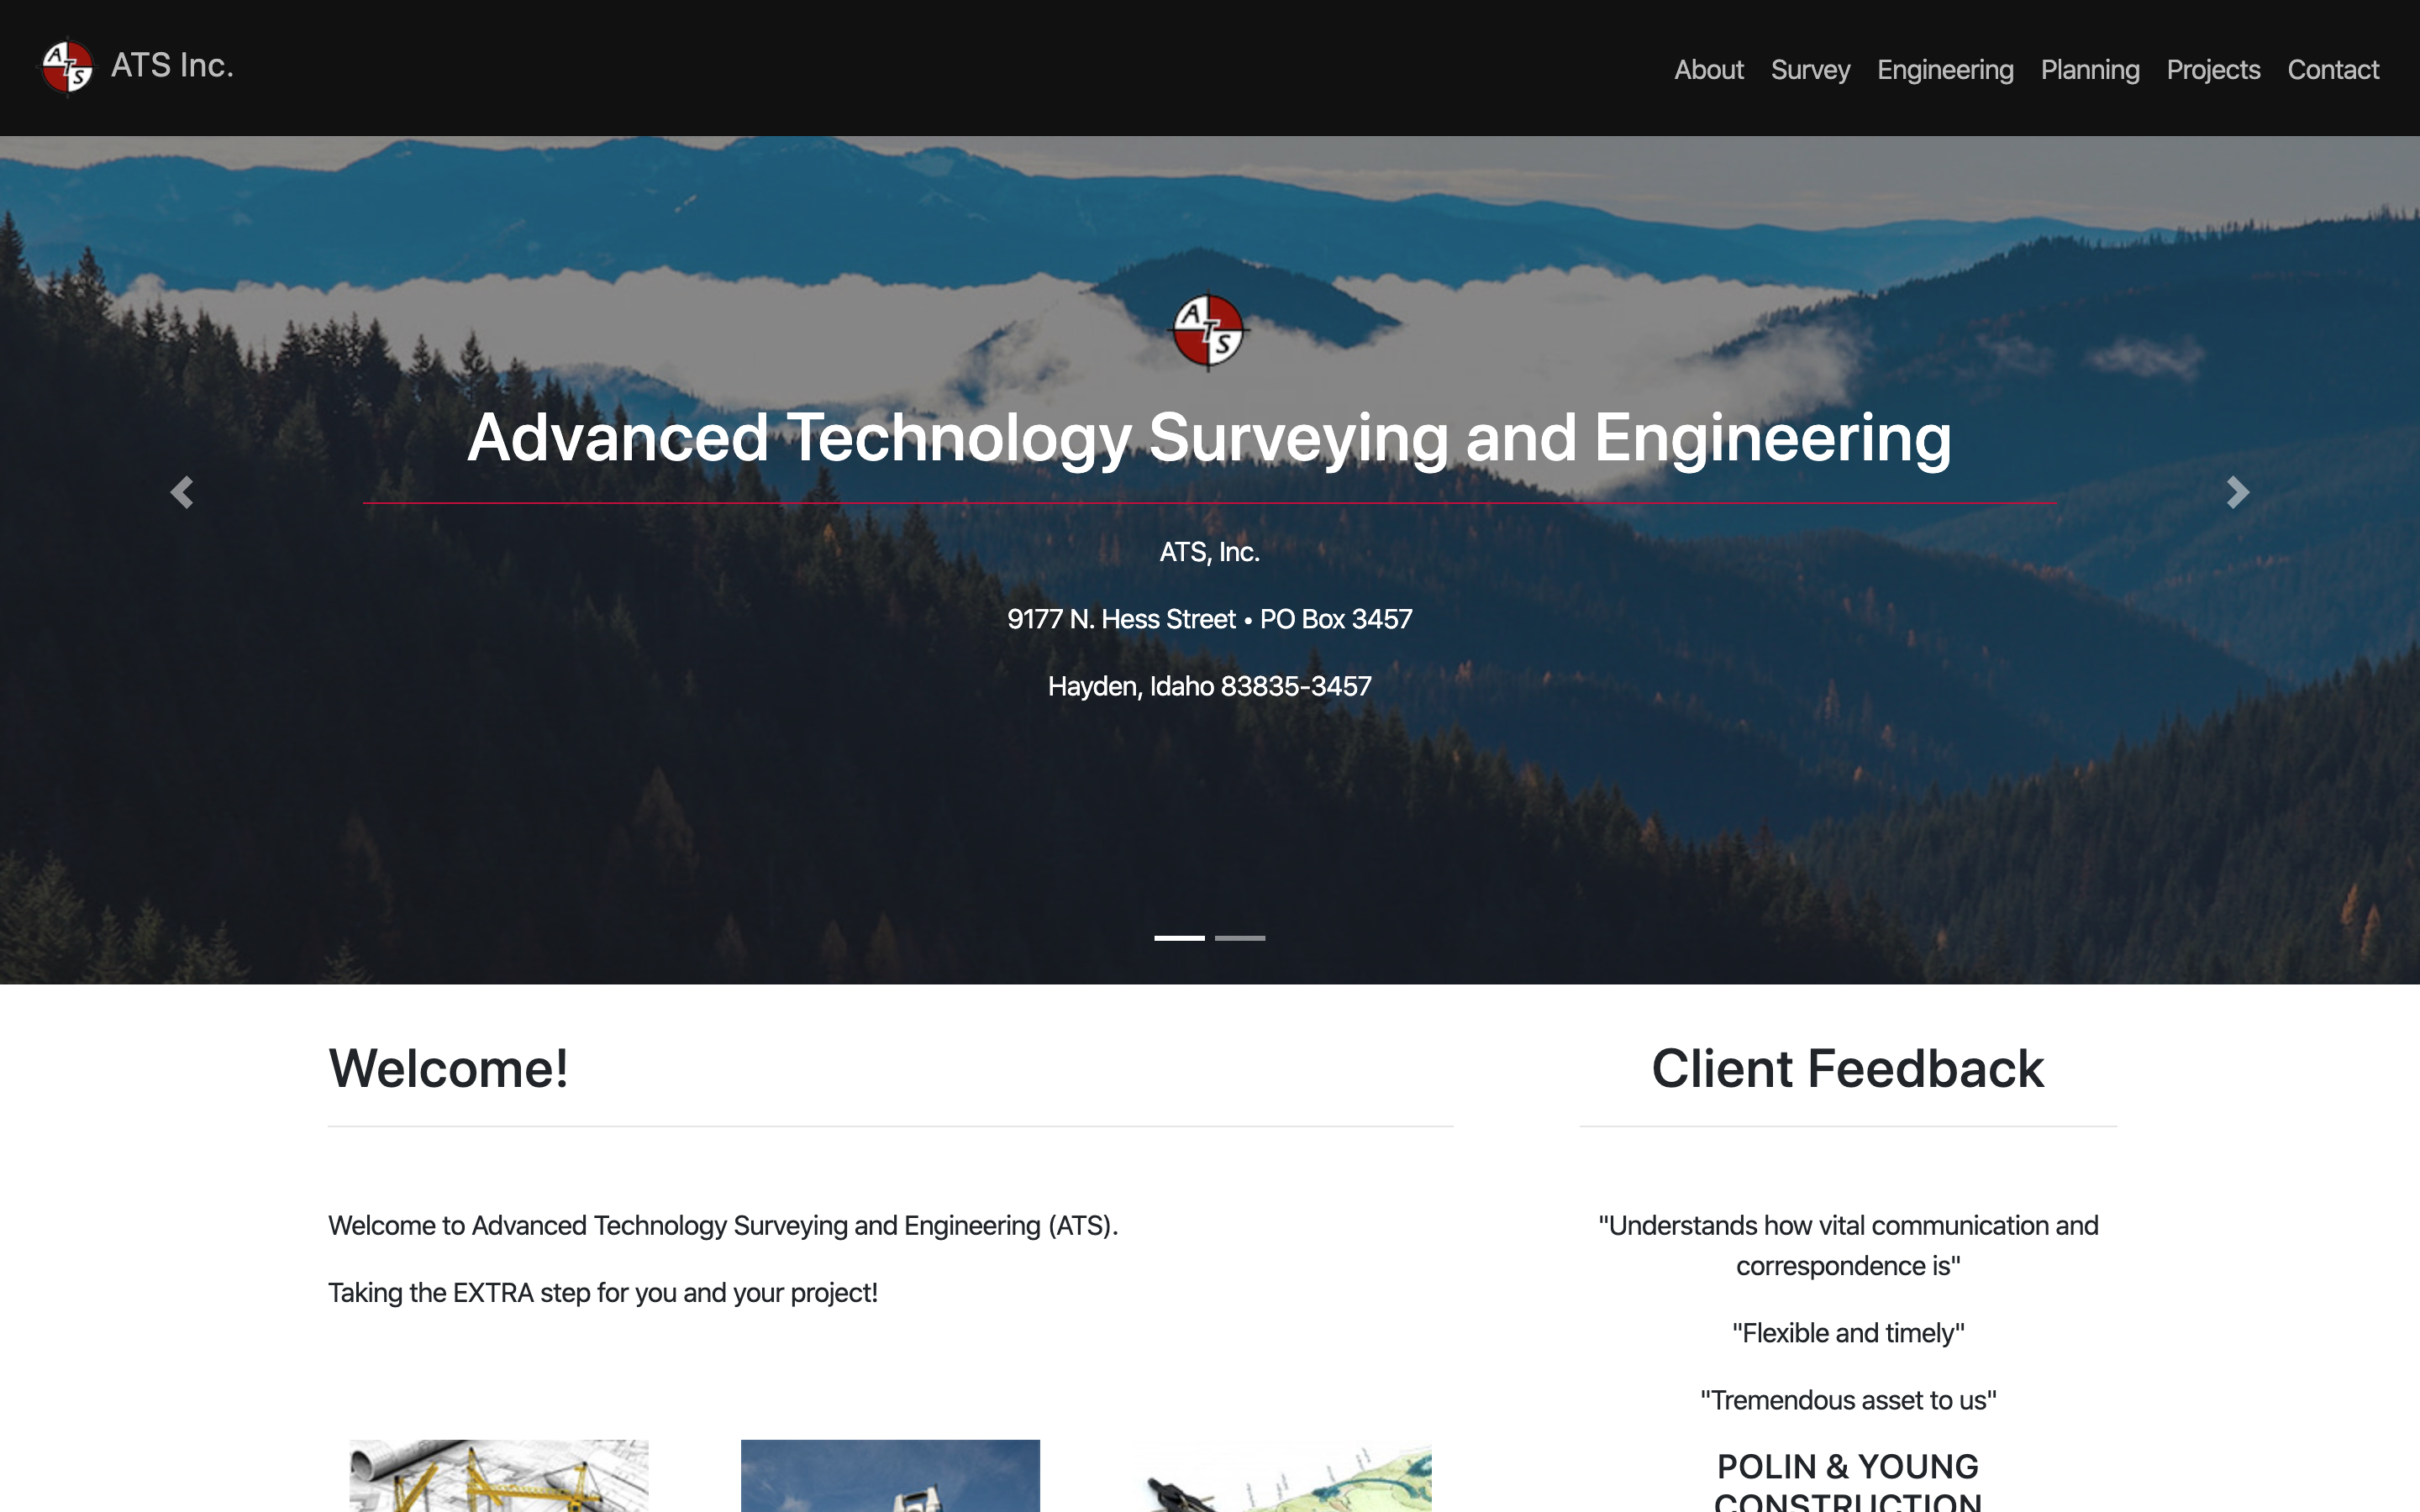 ATS
ATS Inc.
About
Survey
Engineering
Planning
Projects
Contact
ATS
Advanced Technology Surveying and Engineering
ATS, Inc.
9177 N. Hess Street • PO Box 3457
Hayden, Idaho 83835-3457
Welcome!
Welcome to Advanced Technology Surveying and Engineering (ATS).
Taking the EXTRA step for you and your project!
Client Feedback
"Understands how vital communication and
correspondence is"
"Flexible and timely"
"Tremendous asset to us"
POLIN & YOUNG
CONSTRUCTION